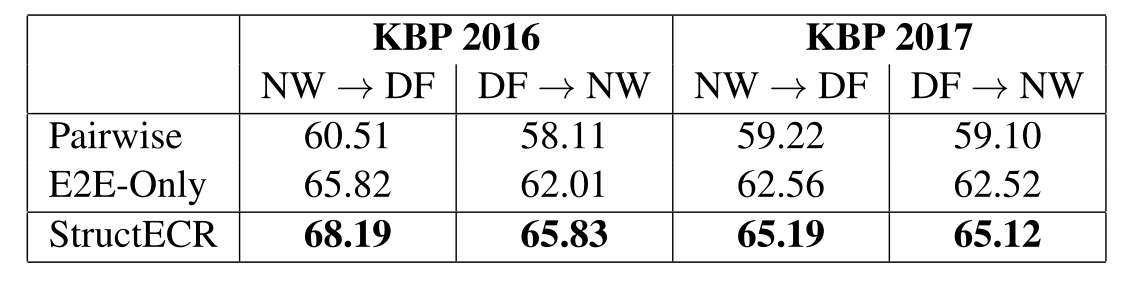 KBP 2016 KBP 2017
NW → DF DF → NW NW → DF DF → NW
Pairwise 60.51 58.11 59.22 59.10
E2E-Only 65.82 62.01 62.56 62.52
StructECR 68.19 65.83 65.19 65.12